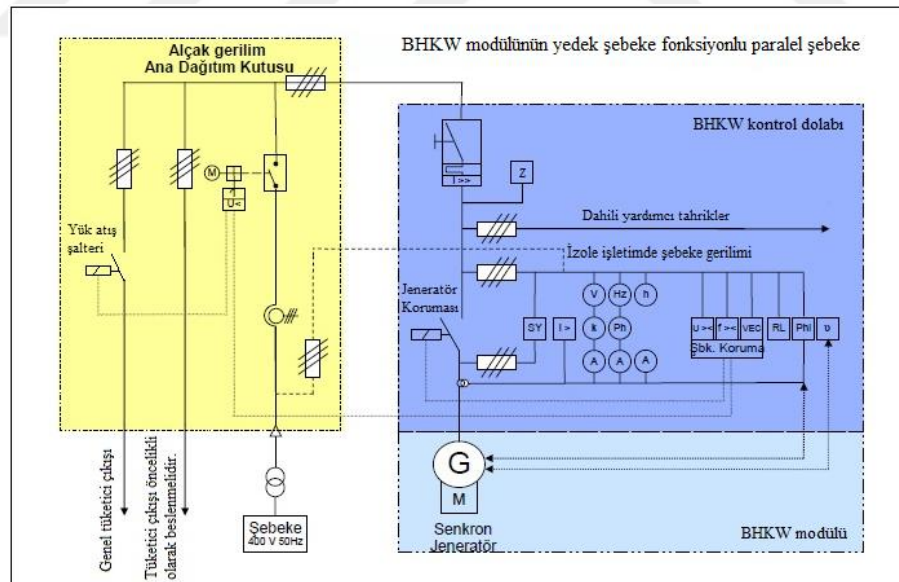 BHKW modülünün yedek şebeke fonksiyonlu paralel şebeke
Alçak gerilim
Ana Dağıtım Kutusu
BHKW kontrol dolabı
M
U<
I >>
Z
Dahili yardımcı tahrikler
Yük atış
şalteri
İzole işletimde şebeke gerilimi
Jeneratör
Koruması
V
Hz
h
SY
I >
k
Ph
U ><
f ><
VEC
RL
Phi
υ
Şbk. Koruma
A
A
A
G
M
Senkron
Jeneratör
BHKW modülü
Şebeke
400 V 50Hz
Genel tüketici çıkışı
Tüketici çıkışı öncelikli
olarak beslenmelidir.